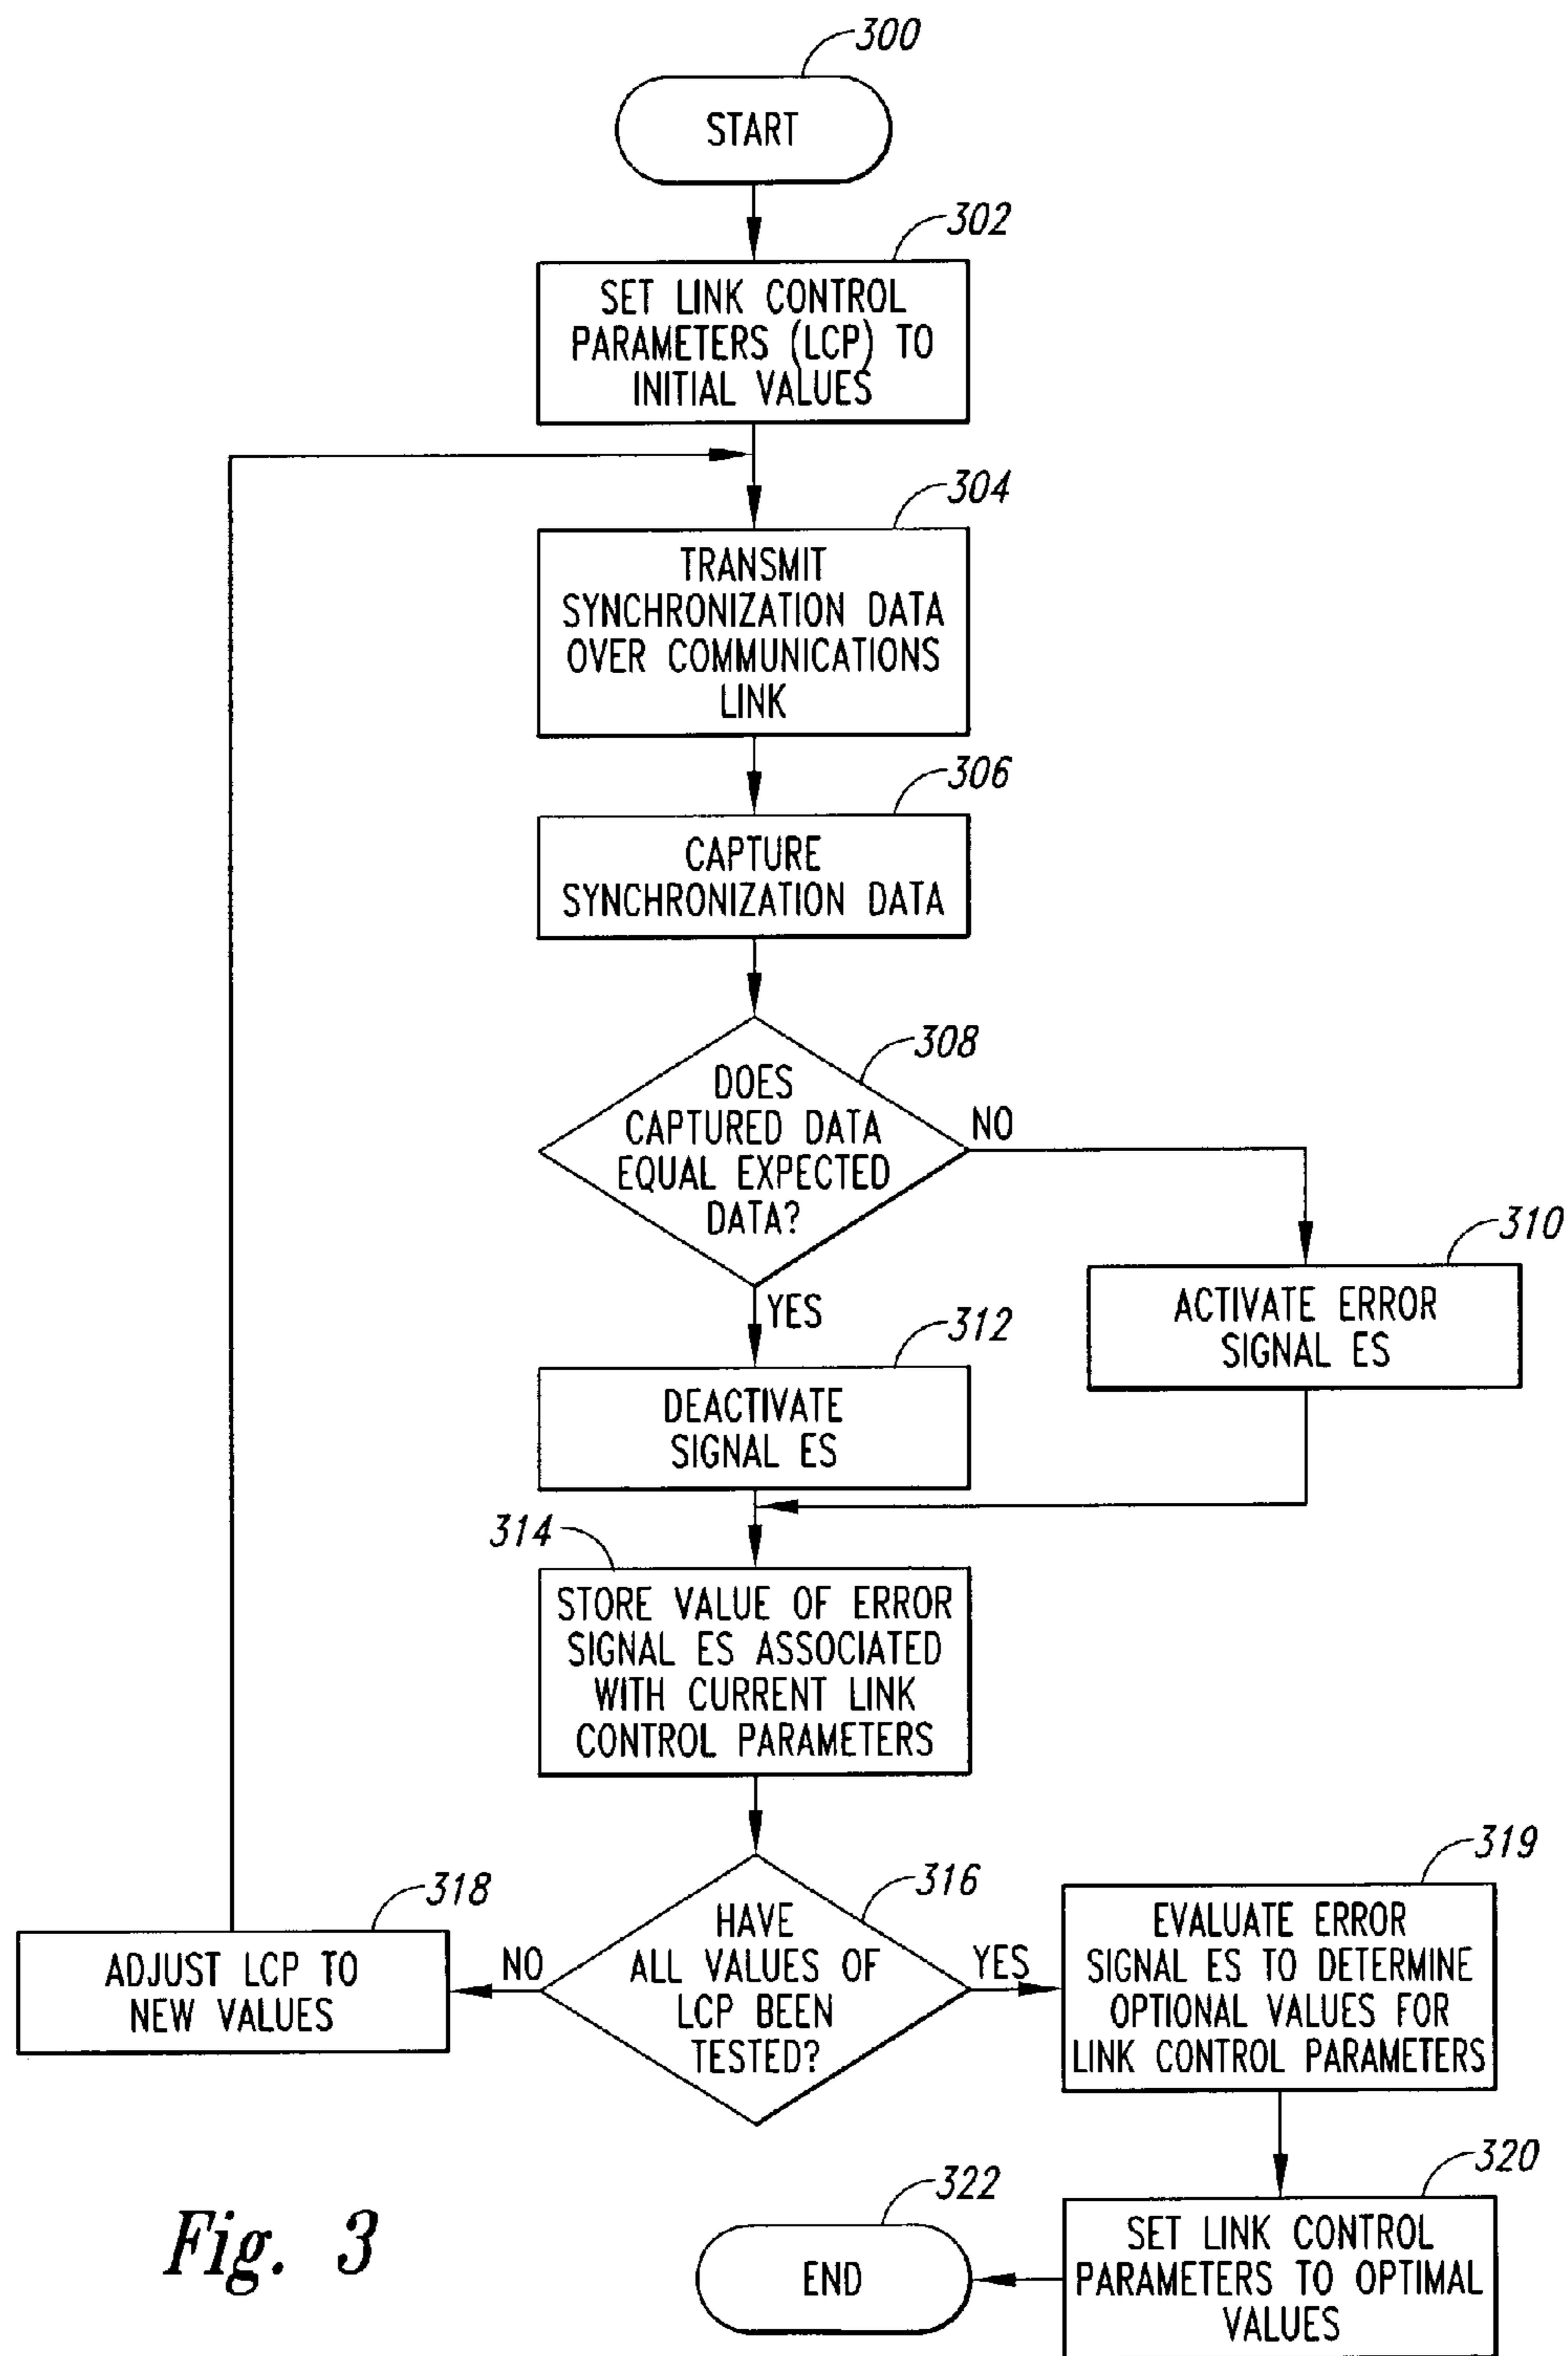 300
START
302
SET LINK CONTROL
PARAMETERS (LCP) TO
INITIAL VALUES
304
TRANSMIT
SYNCHRONIZATION DATA
OVER COMMUNICATIONS
LINK
306
CAPTURE
SYNCHRONIZATION DATA
308
DOES
CAPTURED DATA
EQUAL EXPECTED
DATA?
NO
310
ACTIVATE ERROR
SIGNAL ES
YES
312
DEACTIVATE
SIGNAL ES
314
STORE VALUE OF ERROR
SIGNAL ES ASSOCIATED
WITH CURRENT LINK
CONTROL PARAMETERS
316
HAVE
ALL VALUES OF
LCP BEEN
TESTED?
NO
318
ADJUST LCP TO
NEW VALUES
YES
319
EVALUATE ERROR
SIGNAL ES TO DETERMINE
OPTIONAL VALUES FOR
LINK CONTROL PARAMETERS
320
SET LINK CONTROL
PARAMETERS TO OPTIMAL
VALUES
322
END
Fig. 3